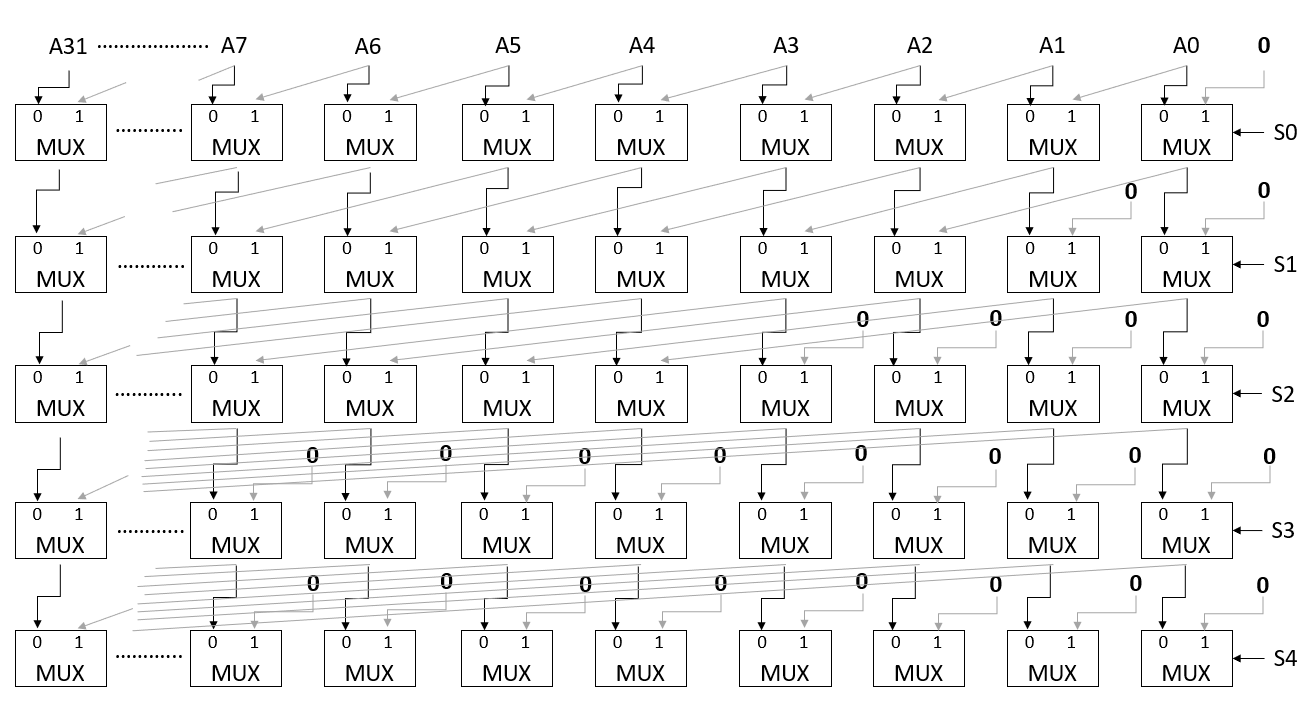 A31 .................... A7 A6 A5 A4 A3 A2 A1 A0 0
0 1 0 1 0 1 0 1 0 1 0 1 0 1 0 1 0 1
MUX ............ MUX MUX MUX MUX MUX MUX MUX MUX S0
0 0
0 1 0 1 0 1 0 1 0 1 0 1 0 1 0 1 0 1
MUX ............ MUX MUX MUX MUX MUX MUX MUX MUX S1
0 0 0 0
0 1 0 1 0 1 0 1 0 1 0 1 0 1 0 1 0 1
MUX ............ MUX MUX MUX MUX MUX MUX MUX MUX S2
0 0 0 0 0 0 0 0
0 1 0 1 0 1 0 1 0 1 0 1 0 1 0 1 0 1
MUX ............ MUX MUX MUX MUX MUX MUX MUX MUX S3
0 0 0 0 0 0 0 0
0 1 0 1 0 1 0 1 0 1 0 1 0 1 0 1 0 1
MUX ............ MUX MUX MUX MUX MUX MUX MUX MUX S4